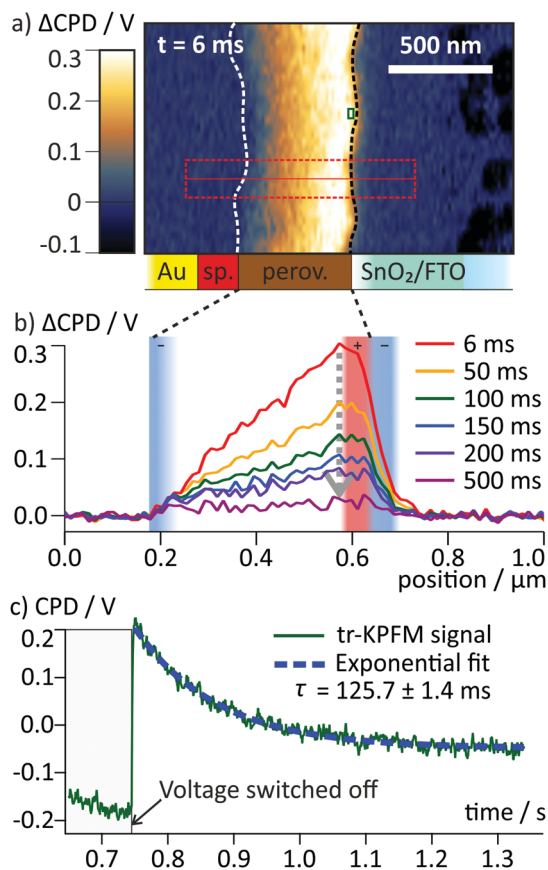 a) ΔCPD / V
0.3
0.2
0.1
0
-0.1
t = 6 ms
500 nm
Au sp. perov. SnO₂/FTO
b) ΔCPD / V
0.3
0.2
0.1
0.0
- + -
6 ms
50 ms
100 ms
150 ms
200 ms
500 ms
0.0 0.2 0.4 0.6 0.8 1.0
position / μm
c) CPD / V
0.2
0.1
0.0
-0.1
-0.2
tr-KPFM signal
Exponential fit
τ = 125.7 ± 1.4 ms
Voltage switched off
time / s
0.7 0.8 0.9 1.0 1.1 1.2 1.3